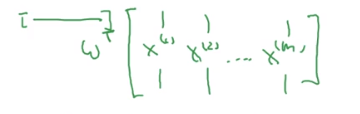 [———] [ x^(1) x^(2) ... x^(m) ]
w^T